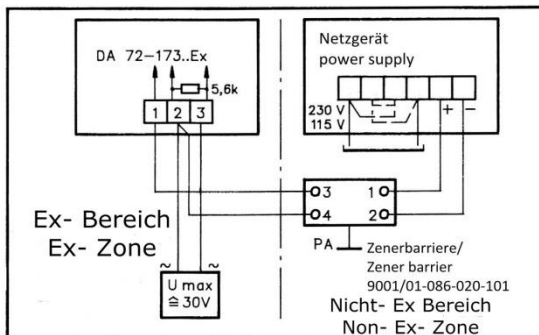 DA 72-173..Ex
5,6k
1 2 3
Netzgerät
power supply
230 V
115 V
+ −
3 1
4 2
PA
Ex- Bereich
Ex- Zone
Zenerbarriere/
Zener barrier
9001/01-086-020-101
~ ~
U max
≙ 30V
Nicht- Ex Bereich
Non- Ex- Zone